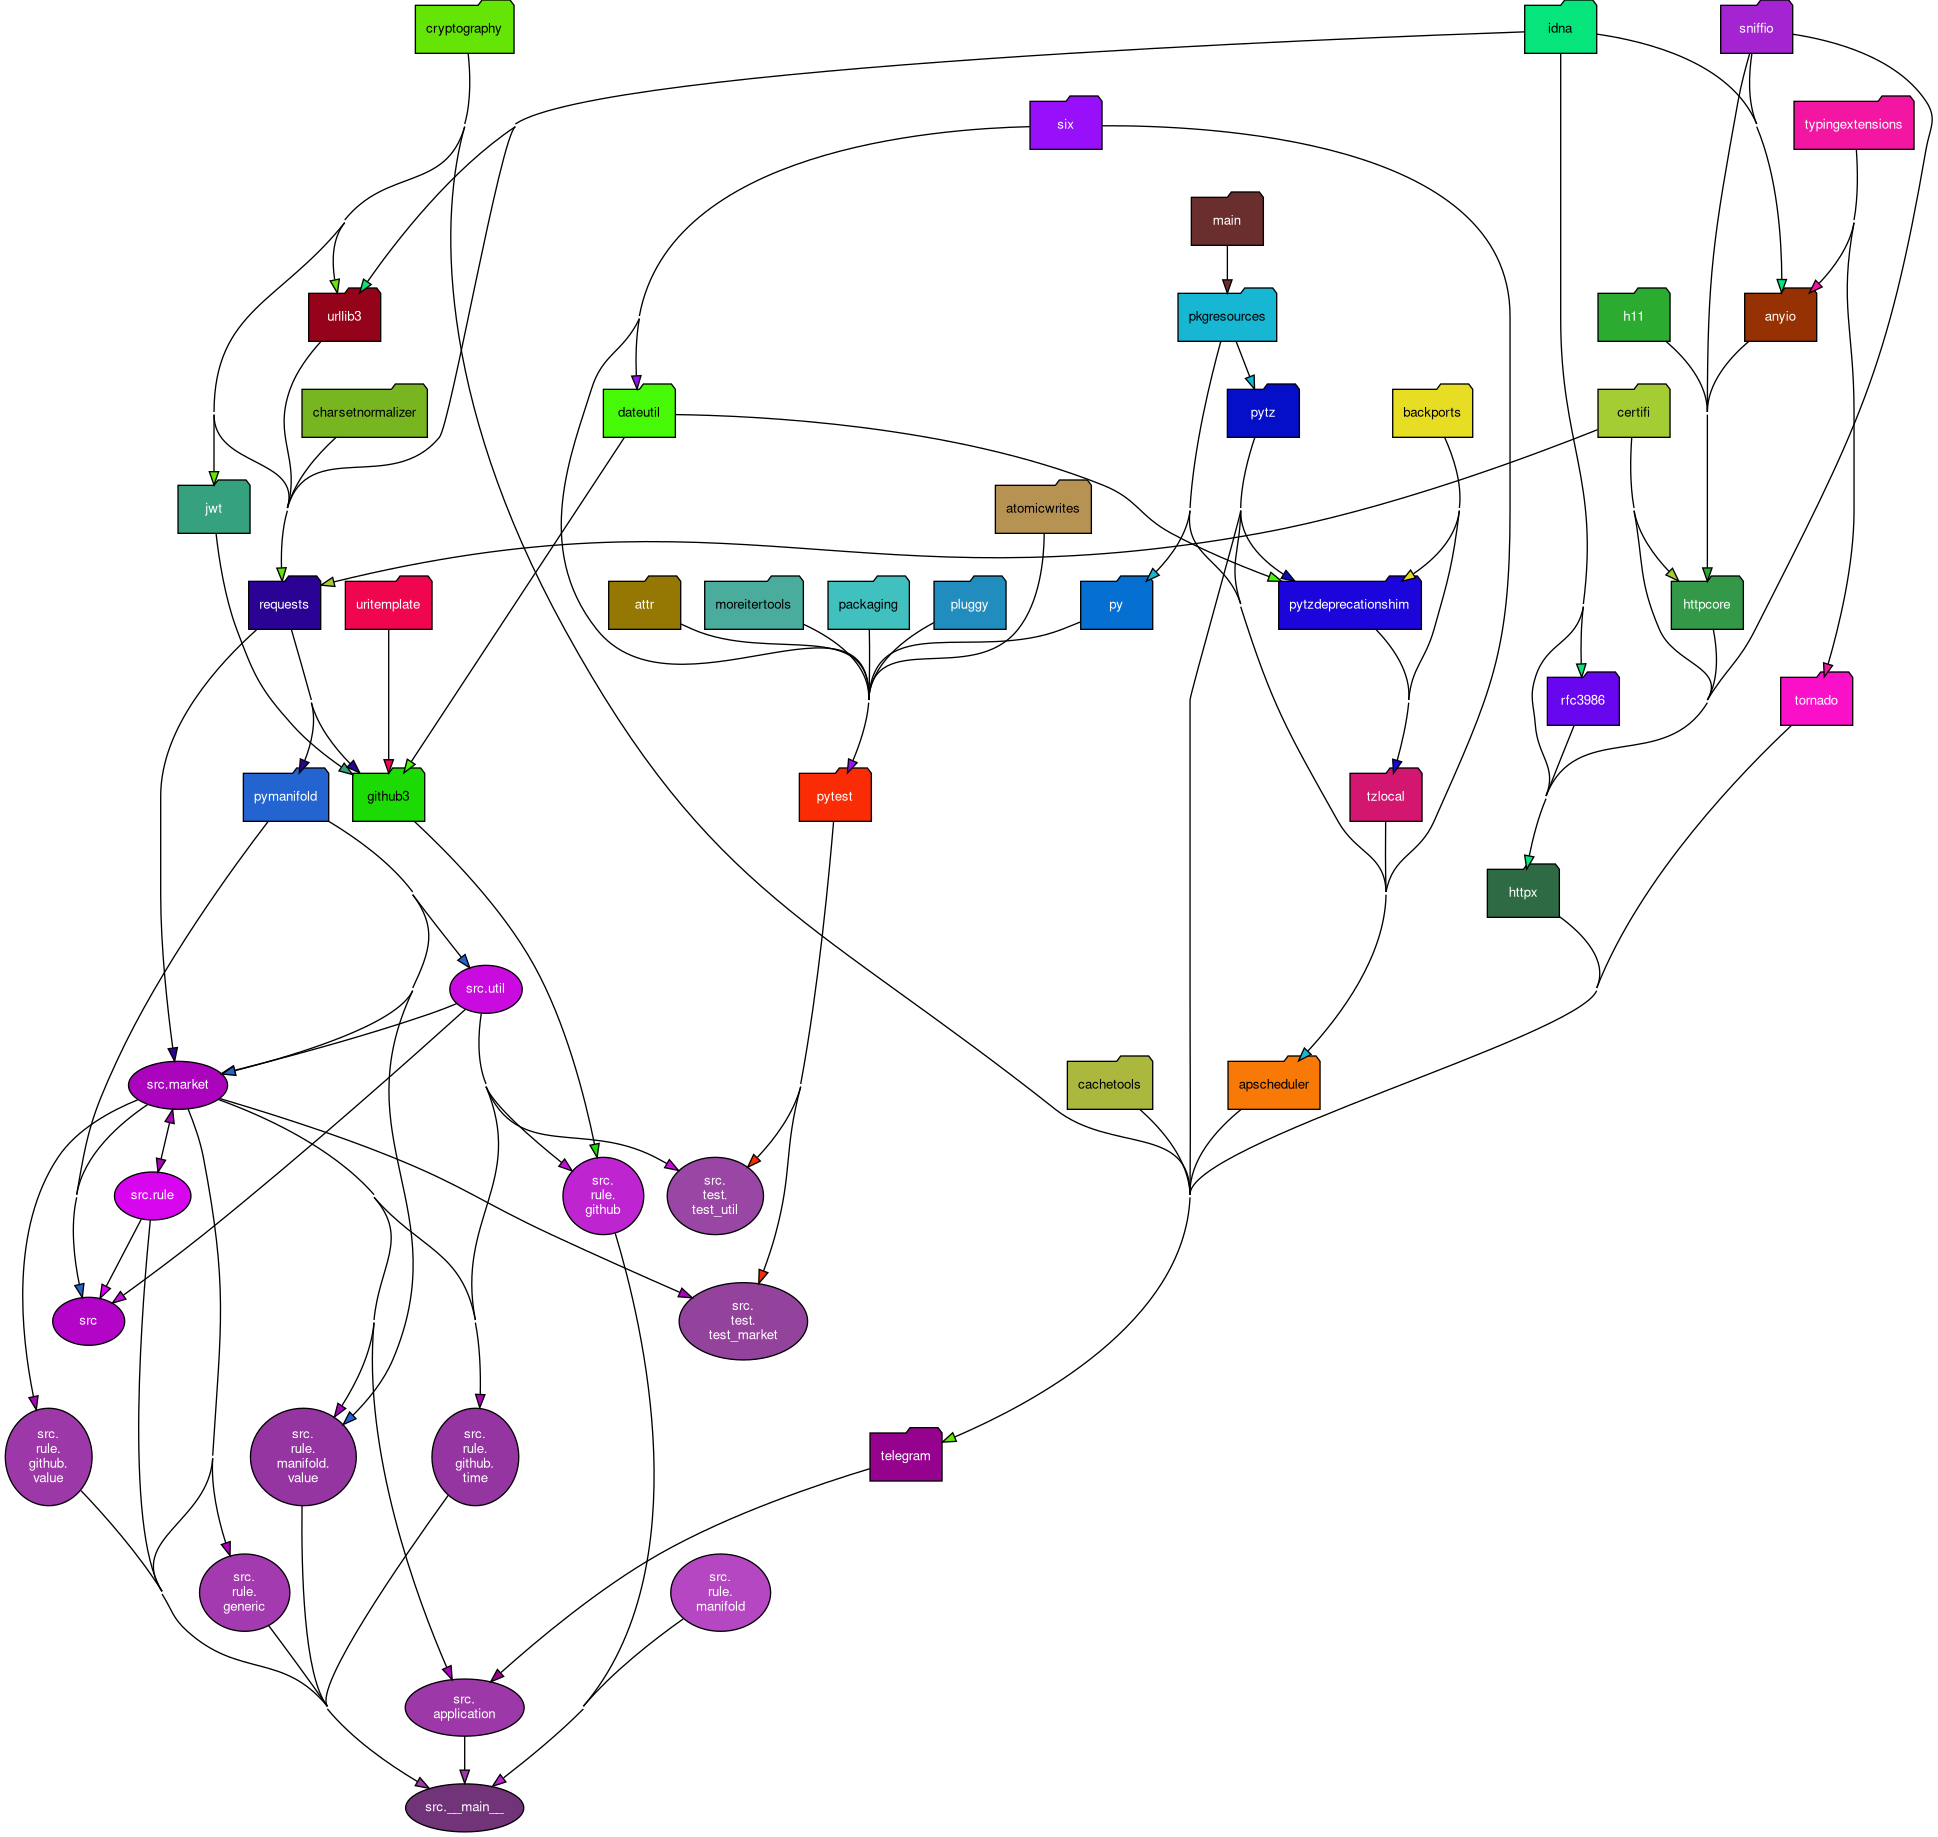 cryptography
idna
sniffio
six
typingextensions
main
urllib3
pkgresources
h11
anyio
charsetnormalizer
dateutil
pytz
backports
certifi
jwt
atomicwrites
requests
uritemplate
attr
moreitertools
packaging
pluggy
py
pytzdeprecationshim
httpcore
rfc3986
tornado
pymanifold
github3
pytest
tzlocal
httpx
src.util
src.market
cachetools
apscheduler
src.rule
src.
rule.
github
src.
test.
test_util
src
src.
test.
test_market
src.
rule.
github.
value
src.
rule.
manifold.
value
src.
rule.
github.
time
telegram
src.
rule.
generic
src.
rule.
manifold
src.
application
src.__main__